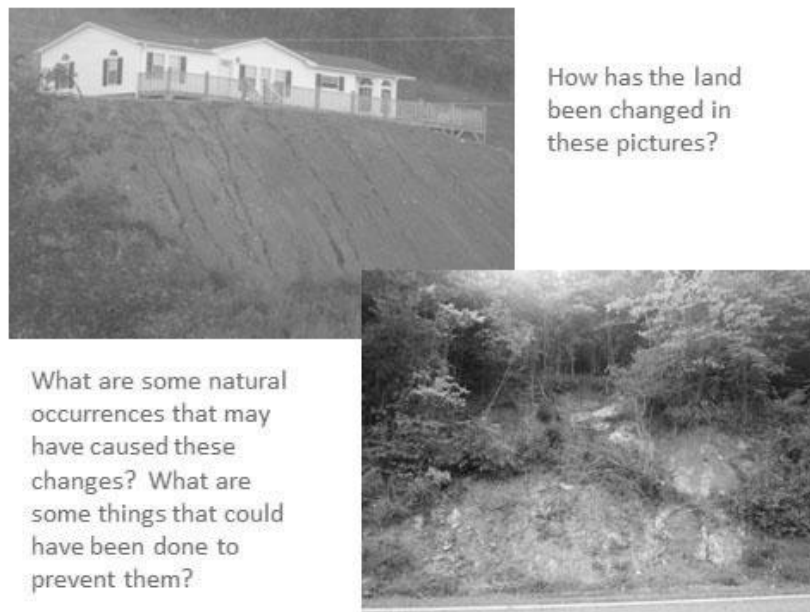 How has the land
been changed in
these pictures?
What are some natural
occurrences that may
have caused these
changes?  What are
some things that could
have been done to
prevent them?